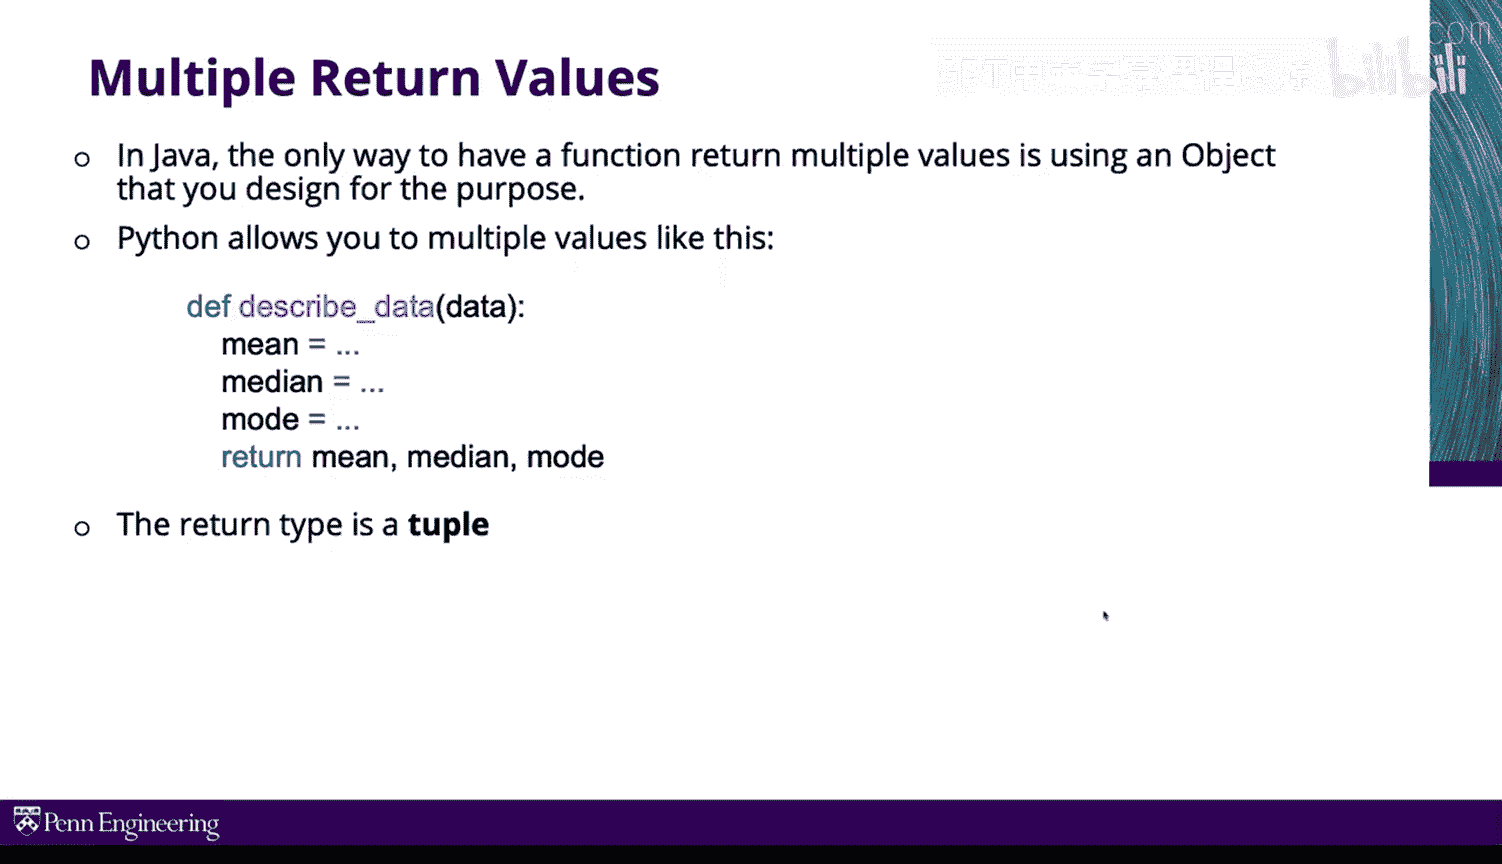 com
bilibili
Multiple Return Values
○ In Java, the only way to have a function return multiple values is using an Object
that you design for the purpose.
○ Python allows you to multiple values like this:
def describe_data(data):
mean = ...
median = ...
mode = ...
return mean, median, mode
○ The return type is a tuple
Penn Engineering